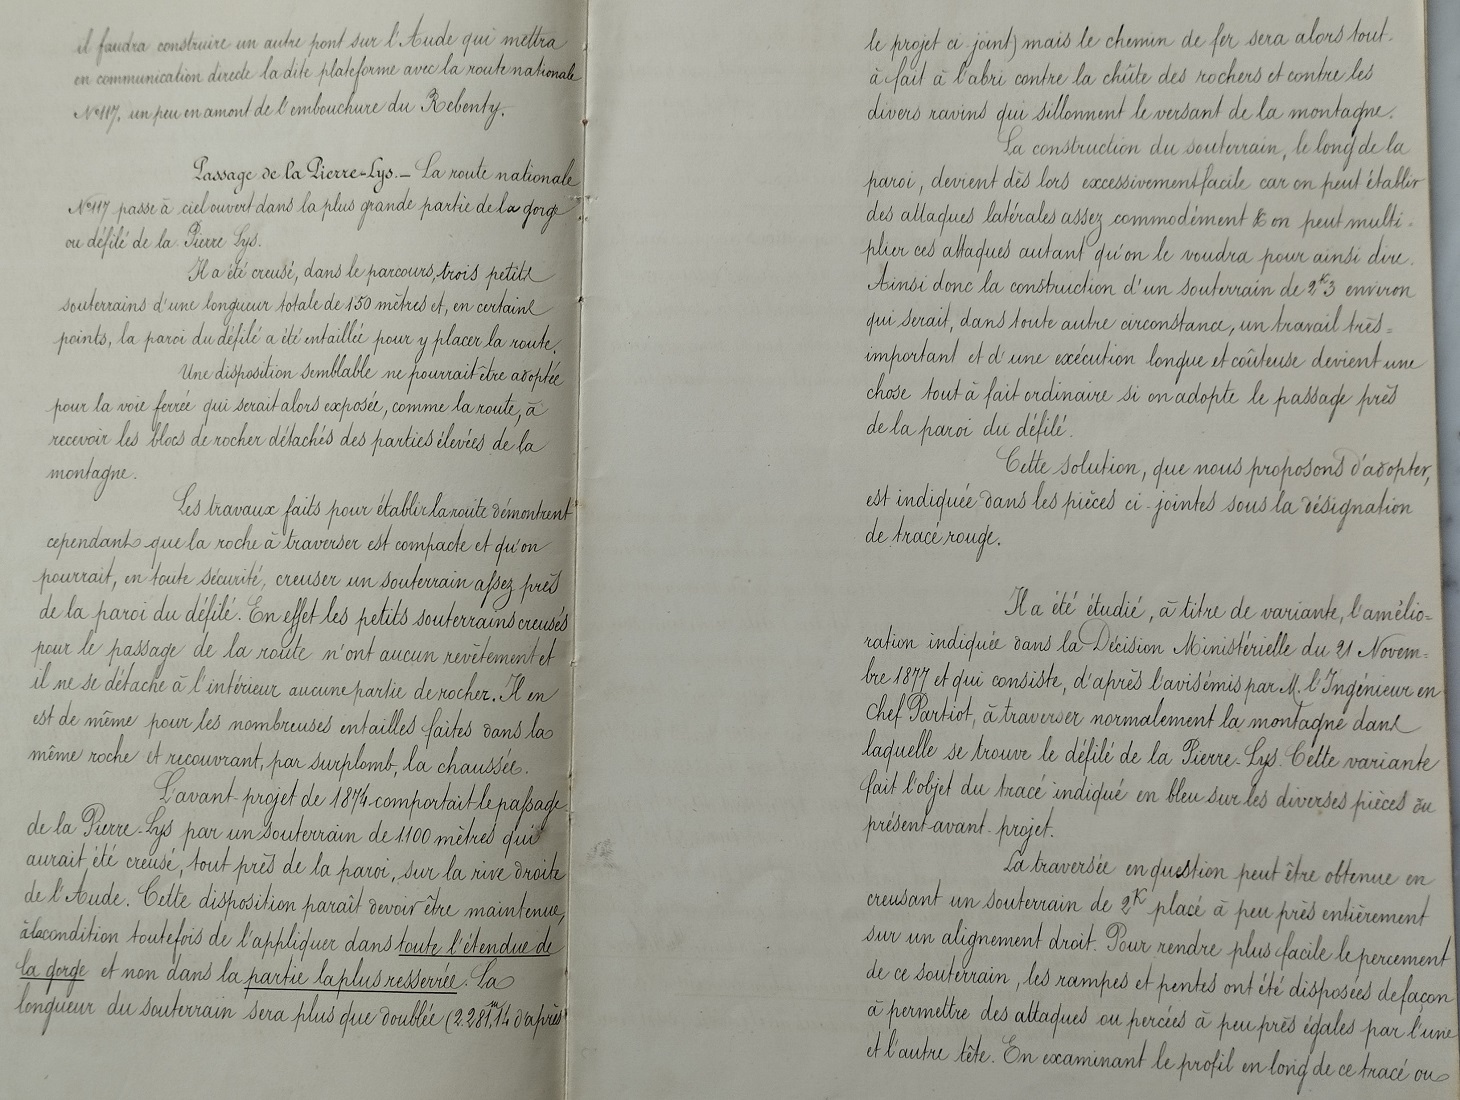 il faudra construire un autre pont sur l'Aude qui mettra
en communication directe la dite plateforme avec la route nationale
N° 117, un peu en amont de l'embouchure du Rebenty.
Passage de la Pierre-Lys. — La route nationale
N° 117 passe à ciel ouvert dans la plus grande partie de la gorge
ou défilé de la Pierre Lys.
Il a été creusé, dans le parcours, trois petits
souterrains d'une longueur totale de 150 mètres et, en certains
points, la paroi du défilé a été entaillée pour y placer la route.
Une disposition semblable ne pourrait être adoptée
pour la voie ferrée qui serait alors exposée, comme la route, à
recevoir les blocs de rocher détachés des parties élevées de la
montagne.
Les travaux faits pour établir la route démontrent
cependant que la roche à traverser est compacte et qu'on
pourrait, en toute sécurité, creuser un souterrain assez près
de la paroi du défilé. En effet les petits souterrains creusés
pour le passage de la route n'ont aucun revêtement et
il ne se détache à l'intérieur aucune partie de rocher. Il en
est de même pour les nombreuses entailles faites dans la
même roche et recouvrant, par surplomb, la chaussée.
L'avant-projet de 1874 comportait le passage
de la Pierre-Lys par un souterrain de 1100 mètres qui
aurait été creusé, tout près de la paroi, sur la rive droite
de l'Aude. Cette disposition parait devoir être maintenue,
à la condition toutefois de l'appliquer dans toute l'étendue de
la gorge et non dans la partie la plus resserrée. La
longueur du souterrain sera plus que doublée (2.281,m14 d'après
le projet ci-joint) mais le chemin de fer sera alors tout-
à fait à l'abri contre la chûte des rochers et contre les
divers ravins qui sillonnent le versant de la montagne.
La construction du souterrain, le long de la
paroi, devient dès lors excessivement facile car on peut établir
des attaques latérales assez commodément & on peut multi-
plier ces attaques autant qu'on le voudra pour ainsi dire.
Ainsi donc la construction d'un souterrain de 2K3 environ
qui serait, dans toute autre circonstance, un travail très=
important et d'une exécution longue et coûteuse devient une
chose tout à fait ordinaire si on adopte le passage près
de la paroi du défilé.
Cette solution, que nous proposons d'adopter,
est indiquée dans les pièces ci-jointes sous la désignation
de tracé rouge.
Il a été étudié, à titre de variante, l'amélio=
ration indiquée dans la Décision Ministérielle du 21 Novem=
bre 1877 et qui consiste, d'après l'avis émis par M. l'Ingénieur en
chef Partiot, à traverser normalement la montagne dans
laquelle se trouve le défilé de la Pierre-Lys. Cette variante
fait l'objet du tracé indiqué en bleu sur les diverses pièces du
présent avant-projet.
La traversée en question peut être obtenue en
creusant un souterrain de 2K placé à peu près entièrement
sur un alignement droit. Pour rendre plus facile le percement
de ce souterrain, les rampes et pentes ont été disposées de façon
à permettre des attaques ou percées à peu près égales par l'une
et l'autre tête. En examinant le profil en long de ce tracé ou